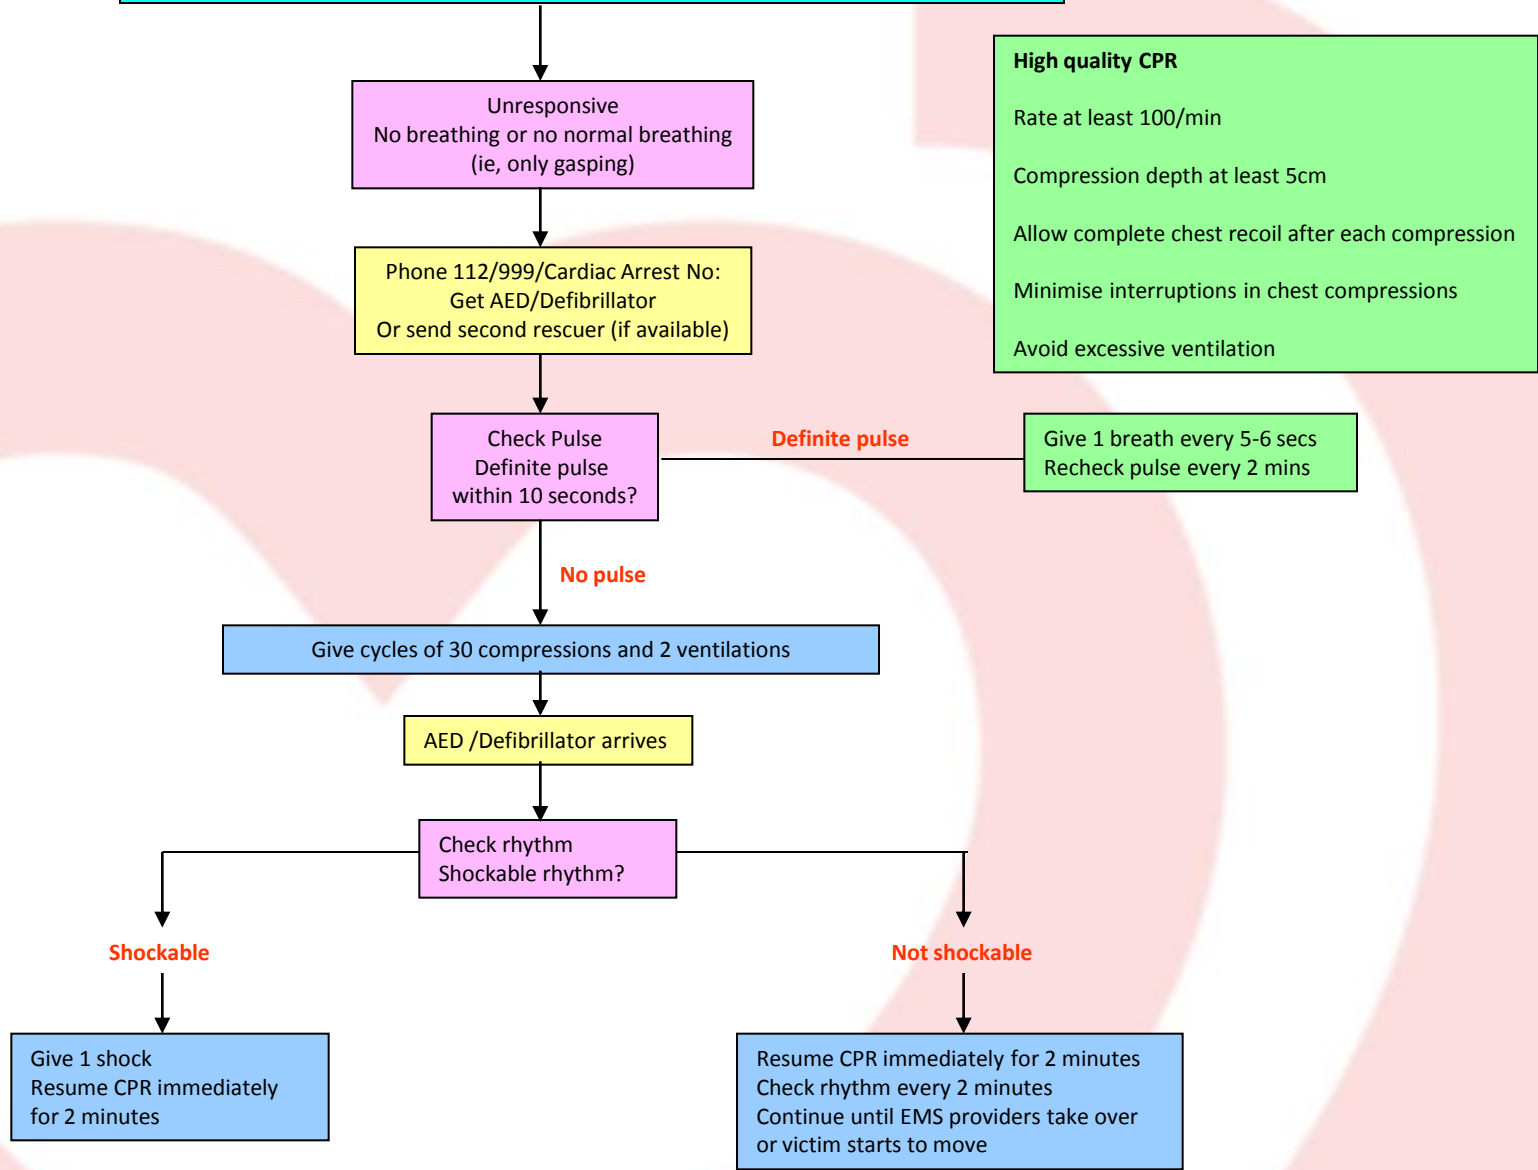 Unresponsive
No breathing or no normal breathing
(ie, only gasping)
High quality CPR
Rate at least 100/min
Compression depth at least 5cm
Allow complete chest recoil after each compression
Minimise interruptions in chest compressions
Avoid excessive ventilation
Phone 112/999/Cardiac Arrest No:
Get AED/Defibrillator
Or send second rescuer (if available)
Check Pulse
Definite pulse
within 10 seconds?
Definite pulse
Give 1 breath every 5-6 secs
Recheck pulse every 2 mins
No pulse
Give cycles of 30 compressions and 2 ventilations
AED /Defibrillator arrives
Check rhythm
Shockable rhythm?
Shockable
Not shockable
Give 1 shock
Resume CPR immediately
for 2 minutes
Resume CPR immediately for 2 minutes
Check rhythm every 2 minutes
Continue until EMS providers take over
or victim starts to move